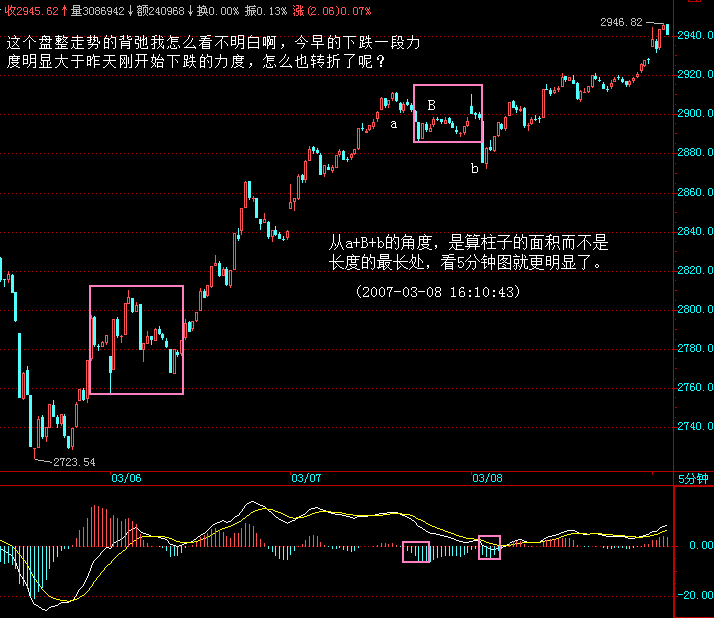 收2945.62↑量3086942↓额240968↓换0.00% 振0.13% 涨(2.06)0.07%
2946.82
这个盘整走势的背弛我怎么看不明白啊，今早的下跌一段力
度明显大于昨天刚开始下跌的力度，怎么也转折了呢？
2940.00
2920.00
2900.00
2880.00
2860.00
2840.00
2820.00
2800.00
2780.00
2760.00
2740.00
a
B
b
从a+B+b的角度，是算柱子的面积而不是
长度的最长处，看5分钟图就更明显了。
(2007-03-08 16:10:43)
2723.54
03/06
03/07
03/08
5分钟
0.00
-20.00